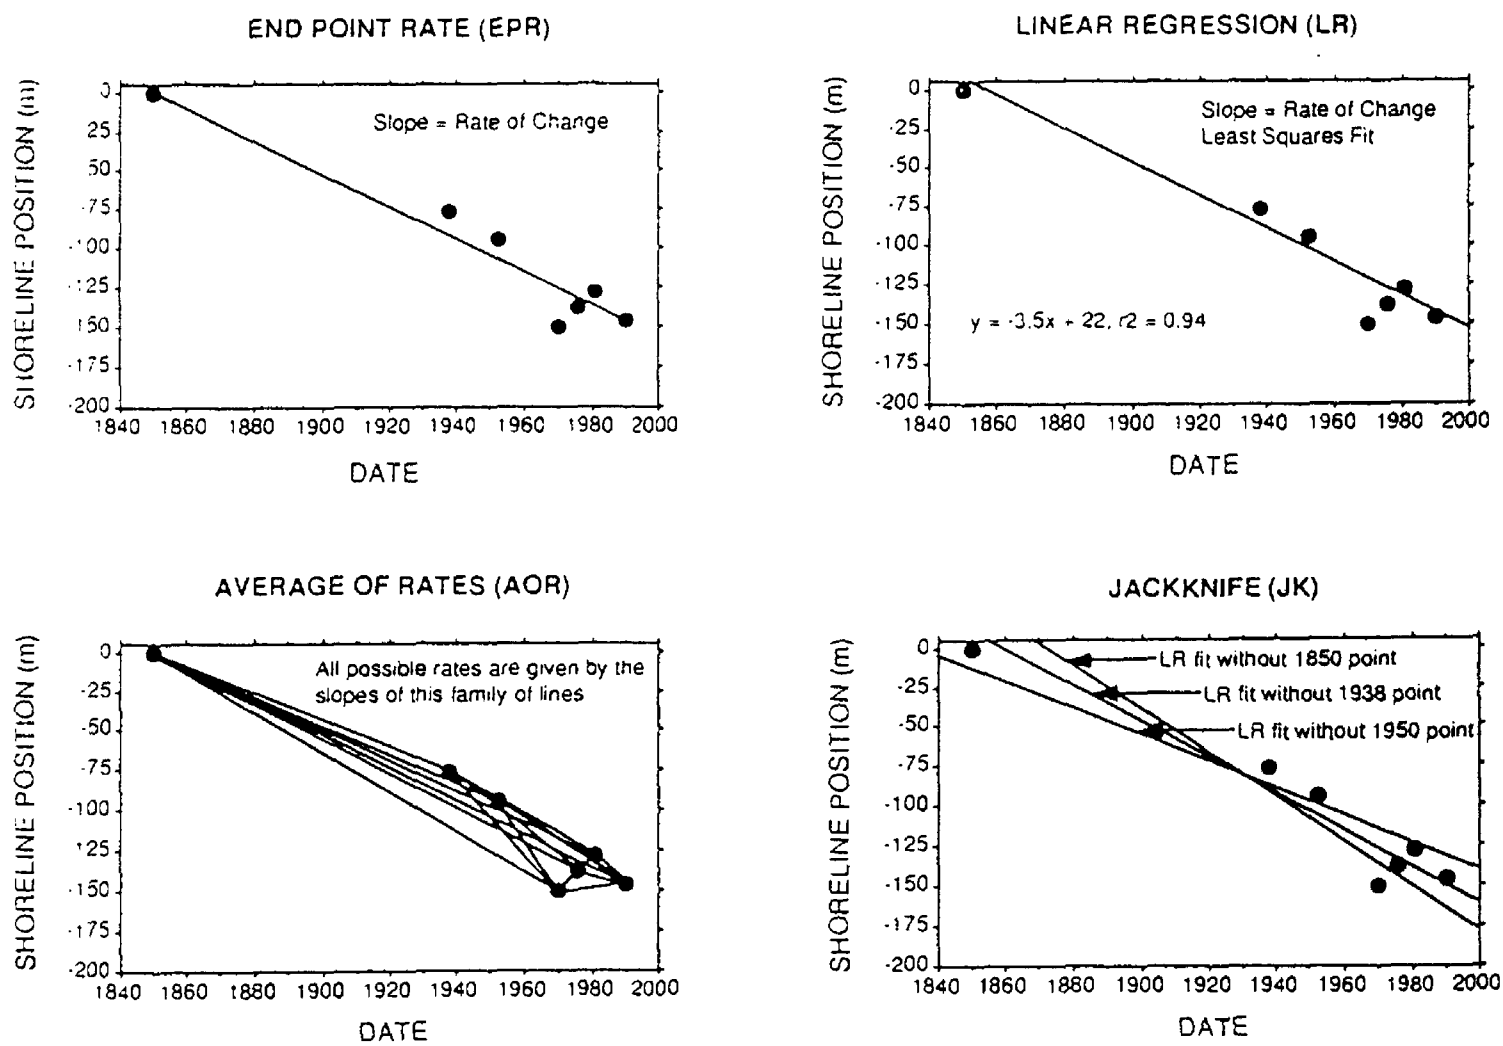 END POINT RATE (EPR)
SHORELINE POSITION (m)
0
25
50
-75
-100
-125
150
-175
-200
Slope = Rate of Change
1840 1860 1880 1900 1920 1940 1960 1980 2000
DATE
LINEAR REGRESSION (LR)
SHORELINE POSITION (m)
0
-25
-50
-75
-100
-125
-150
-175
-200
Slope = Rate of Change
Least Squares Fit
y = -3.5x + 22, r2 = 0.94
1840 1860 1880 1900 1920 1940 1960 1980 2000
DATE
AVERAGE OF RATES (AOR)
SHORELINE POSITION (m)
0
-25
-50
-75
-100
125
-150
-175
-200
All possible rates are given by the
slopes of this family of lines
1840 1860 1880 1900 1920 1940 1960 1980 2000
DATE
JACKKNIFE (JK)
SHORELINE POSITION (m)
0
-25
-50
-75
-100
-125
-150
-175
-200
LR fit without 1850 point
LR fit without 1938 point
LR fit without 1950 point
1840 1860 1880 1900 1920 1940 1960 1980 2000
DATE